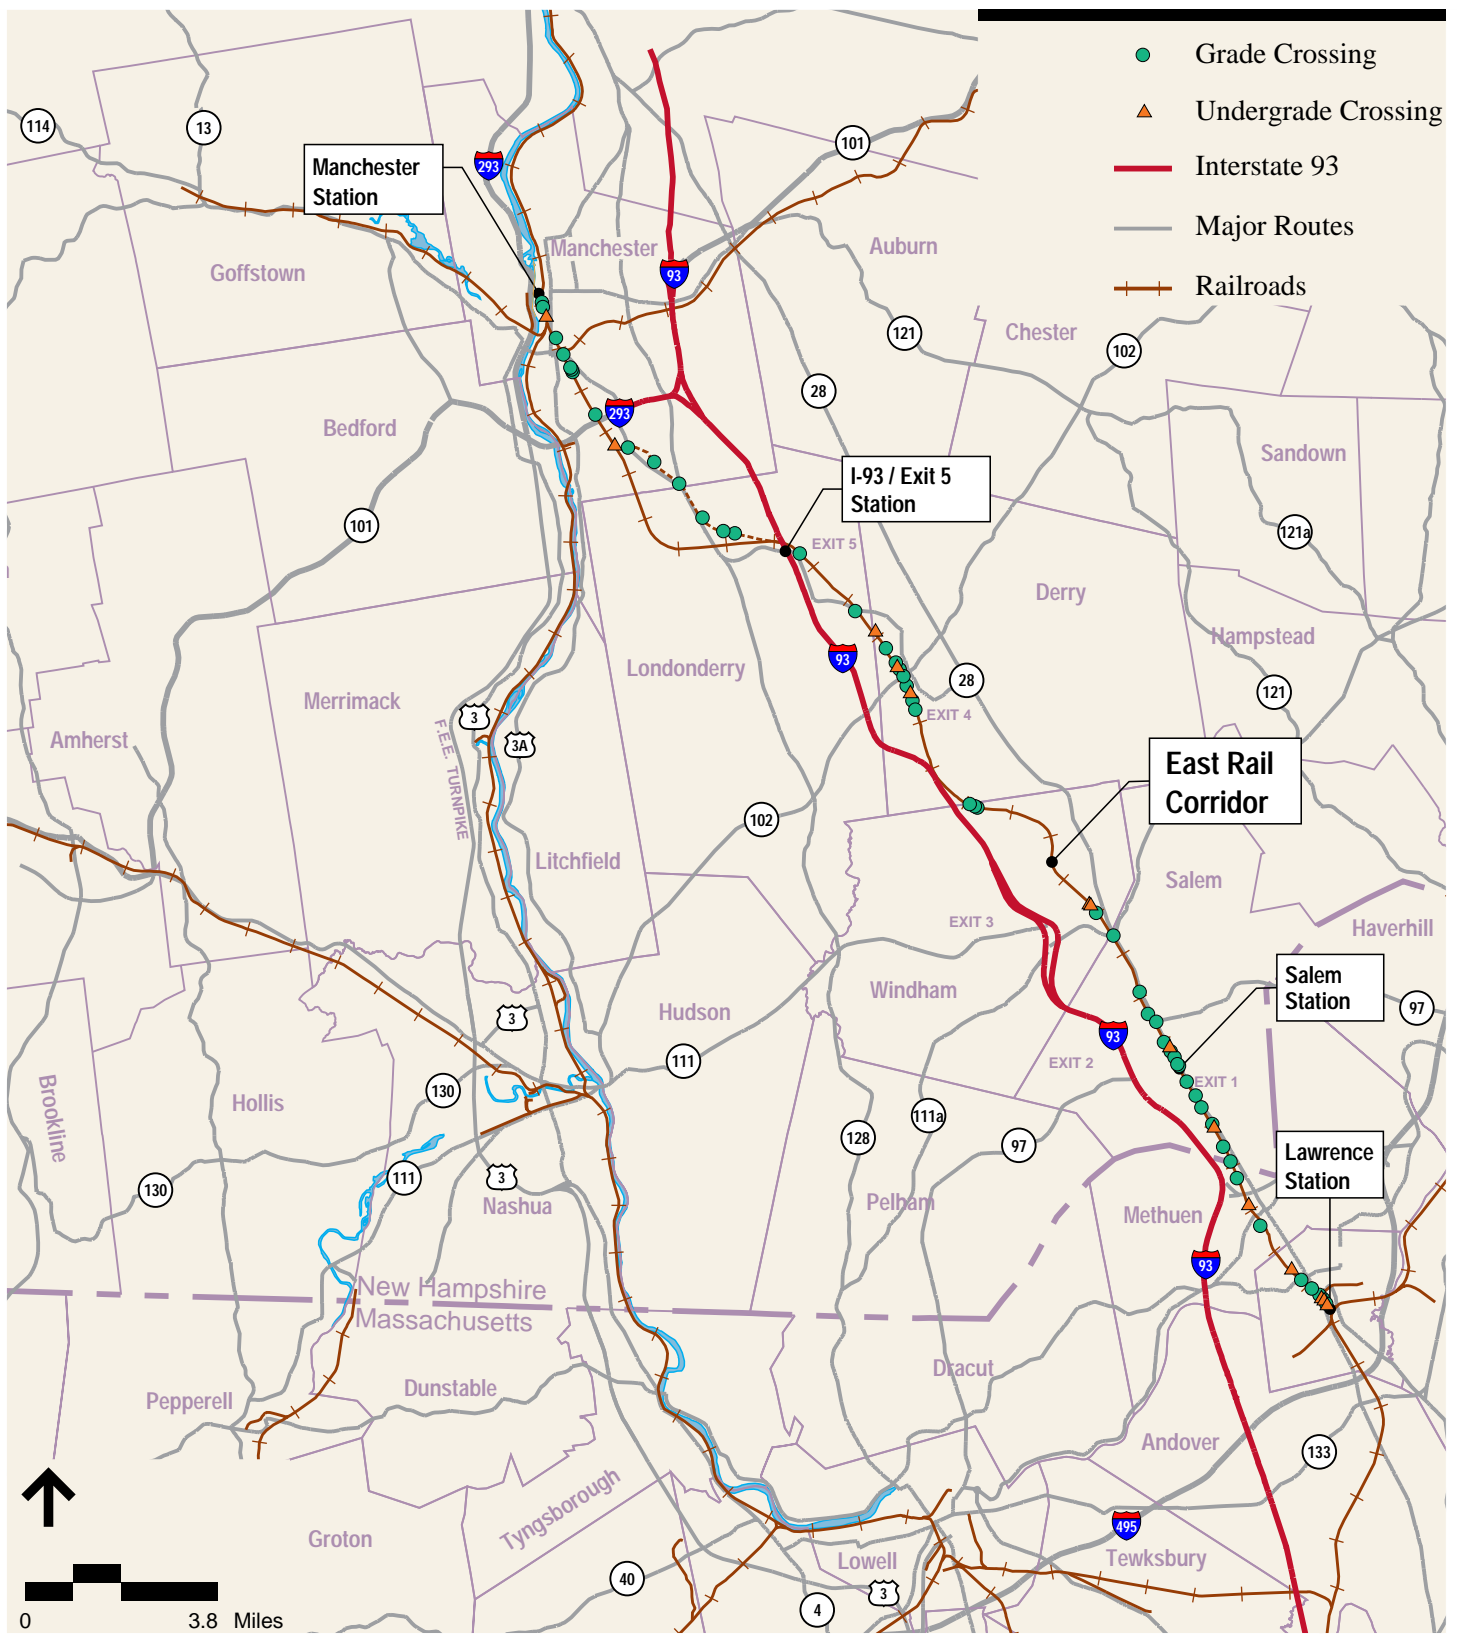 Grade Crossing
Undergrade Crossing
Interstate 93
Major Routes
Railroads
114
13
293
101
Manchester
Station
Manchester
Auburn
Goffstown
93
121
Chester
102
28
293
Bedford
Sandown
I-93 / Exit 5
Station
101
121a
EXIT 5
Derry
Hampstead
Londonderry
93
28
121
Merrimack
3
EXIT 4
Amherst
3A
F.E.E. TURNPIKE
East Rail
Corridor
102
Litchfield
Salem
EXIT 3
Haverhill
Windham
Salem
Station
97
Hudson
3
93
111
EXIT 2
EXIT 1
130
Hollis
Brookline
111a
128
97
Lawrence
Station
111
3
130
Nashua
Pelham
Methuen
93
New Hampshire
Massachusetts
Dracut
Dunstable
Pepperell
Andover
133
Tyngsborough
495
Groton
Lowell
Tewksbury
40
3
4
0
3.8 Miles